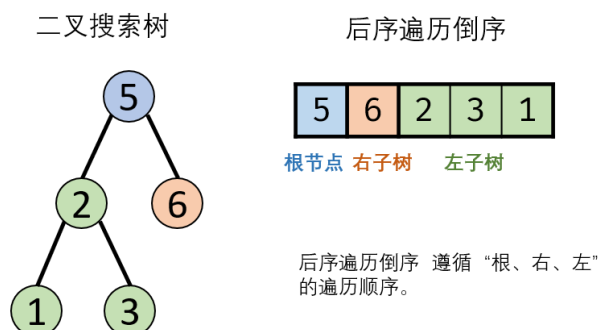 二叉搜索树
后序遍历倒序
5
5 6 2 3 1
根节点 右子树 左子树
2 6
1 3
后序遍历倒序 遵循 “根、右、左”
的遍历顺序。